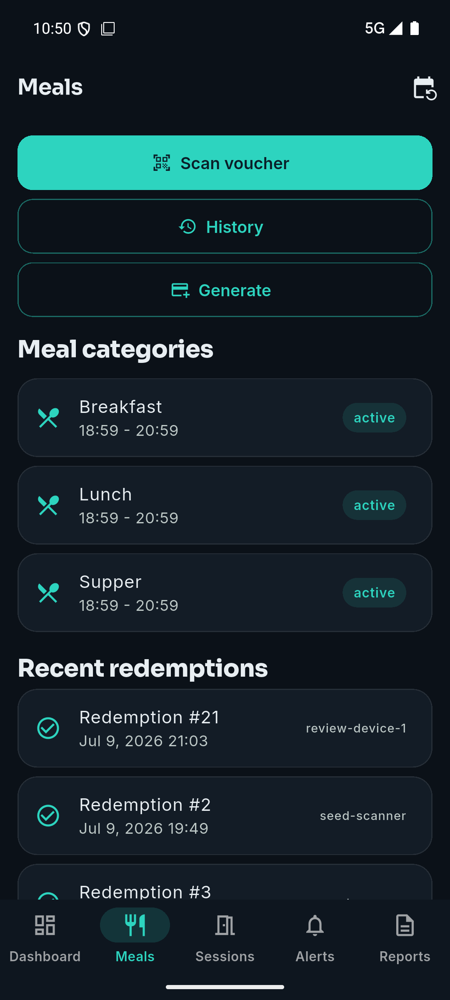 10:50
5G
Meals
Scan voucher
History
Generate
Meal categories
Breakfast
18:59 - 20:59
active
Lunch
18:59 - 20:59
active
Supper
18:59 - 20:59
active
Recent redemptions
Redemption #21
Jul 9, 2026 21:03
review-device-1
Redemption #2
Jul 9, 2026 19:49
seed-scanner
Redemption #3
Dashboard
Meals
Sessions
Alerts
Reports